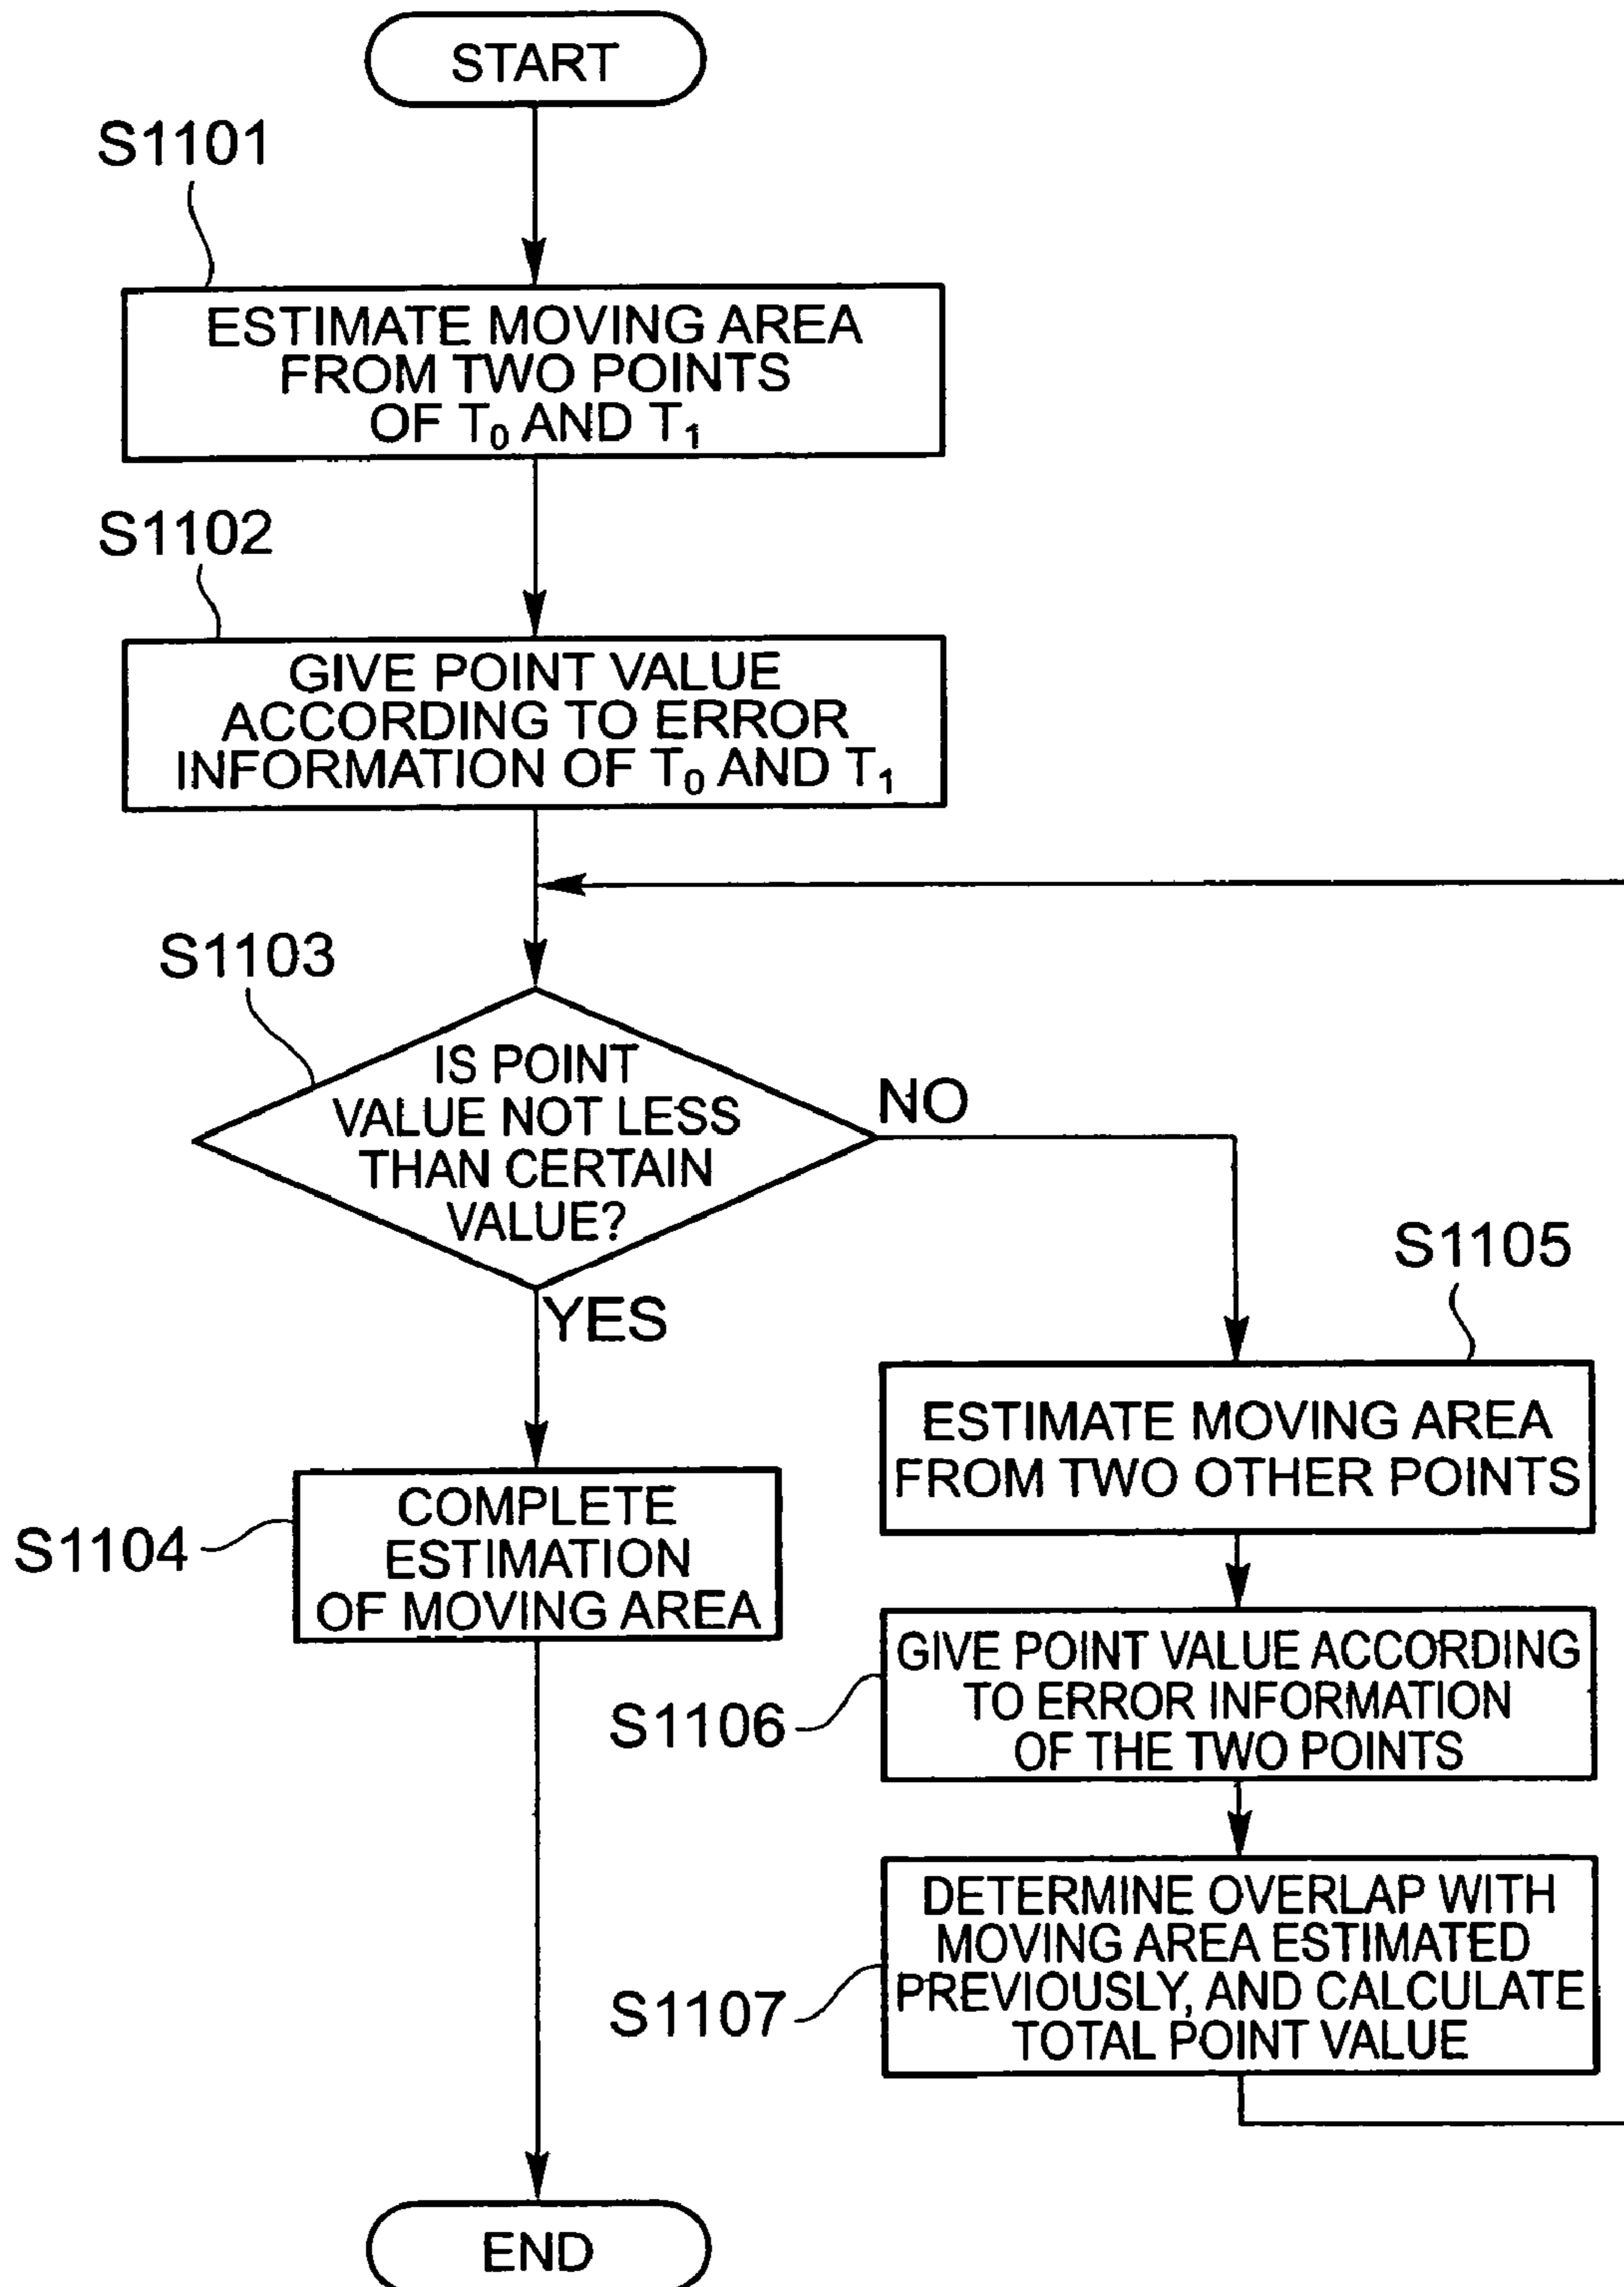 START
S1101
ESTIMATE MOVING AREA
FROM TWO POINTS
OF T₀ AND T₁
S1102
GIVE POINT VALUE
ACCORDING TO ERROR
INFORMATION OF T₀ AND T₁
S1103
IS POINT
VALUE NOT LESS
THAN CERTAIN
VALUE?
NO
YES
S1105
ESTIMATE MOVING AREA
FROM TWO OTHER POINTS
S1104
COMPLETE
ESTIMATION
OF MOVING AREA
S1106
GIVE POINT VALUE ACCORDING
TO ERROR INFORMATION
OF THE TWO POINTS
S1107
DETERMINE OVERLAP WITH
MOVING AREA ESTIMATED
PREVIOUSLY, AND CALCULATE
TOTAL POINT VALUE
END